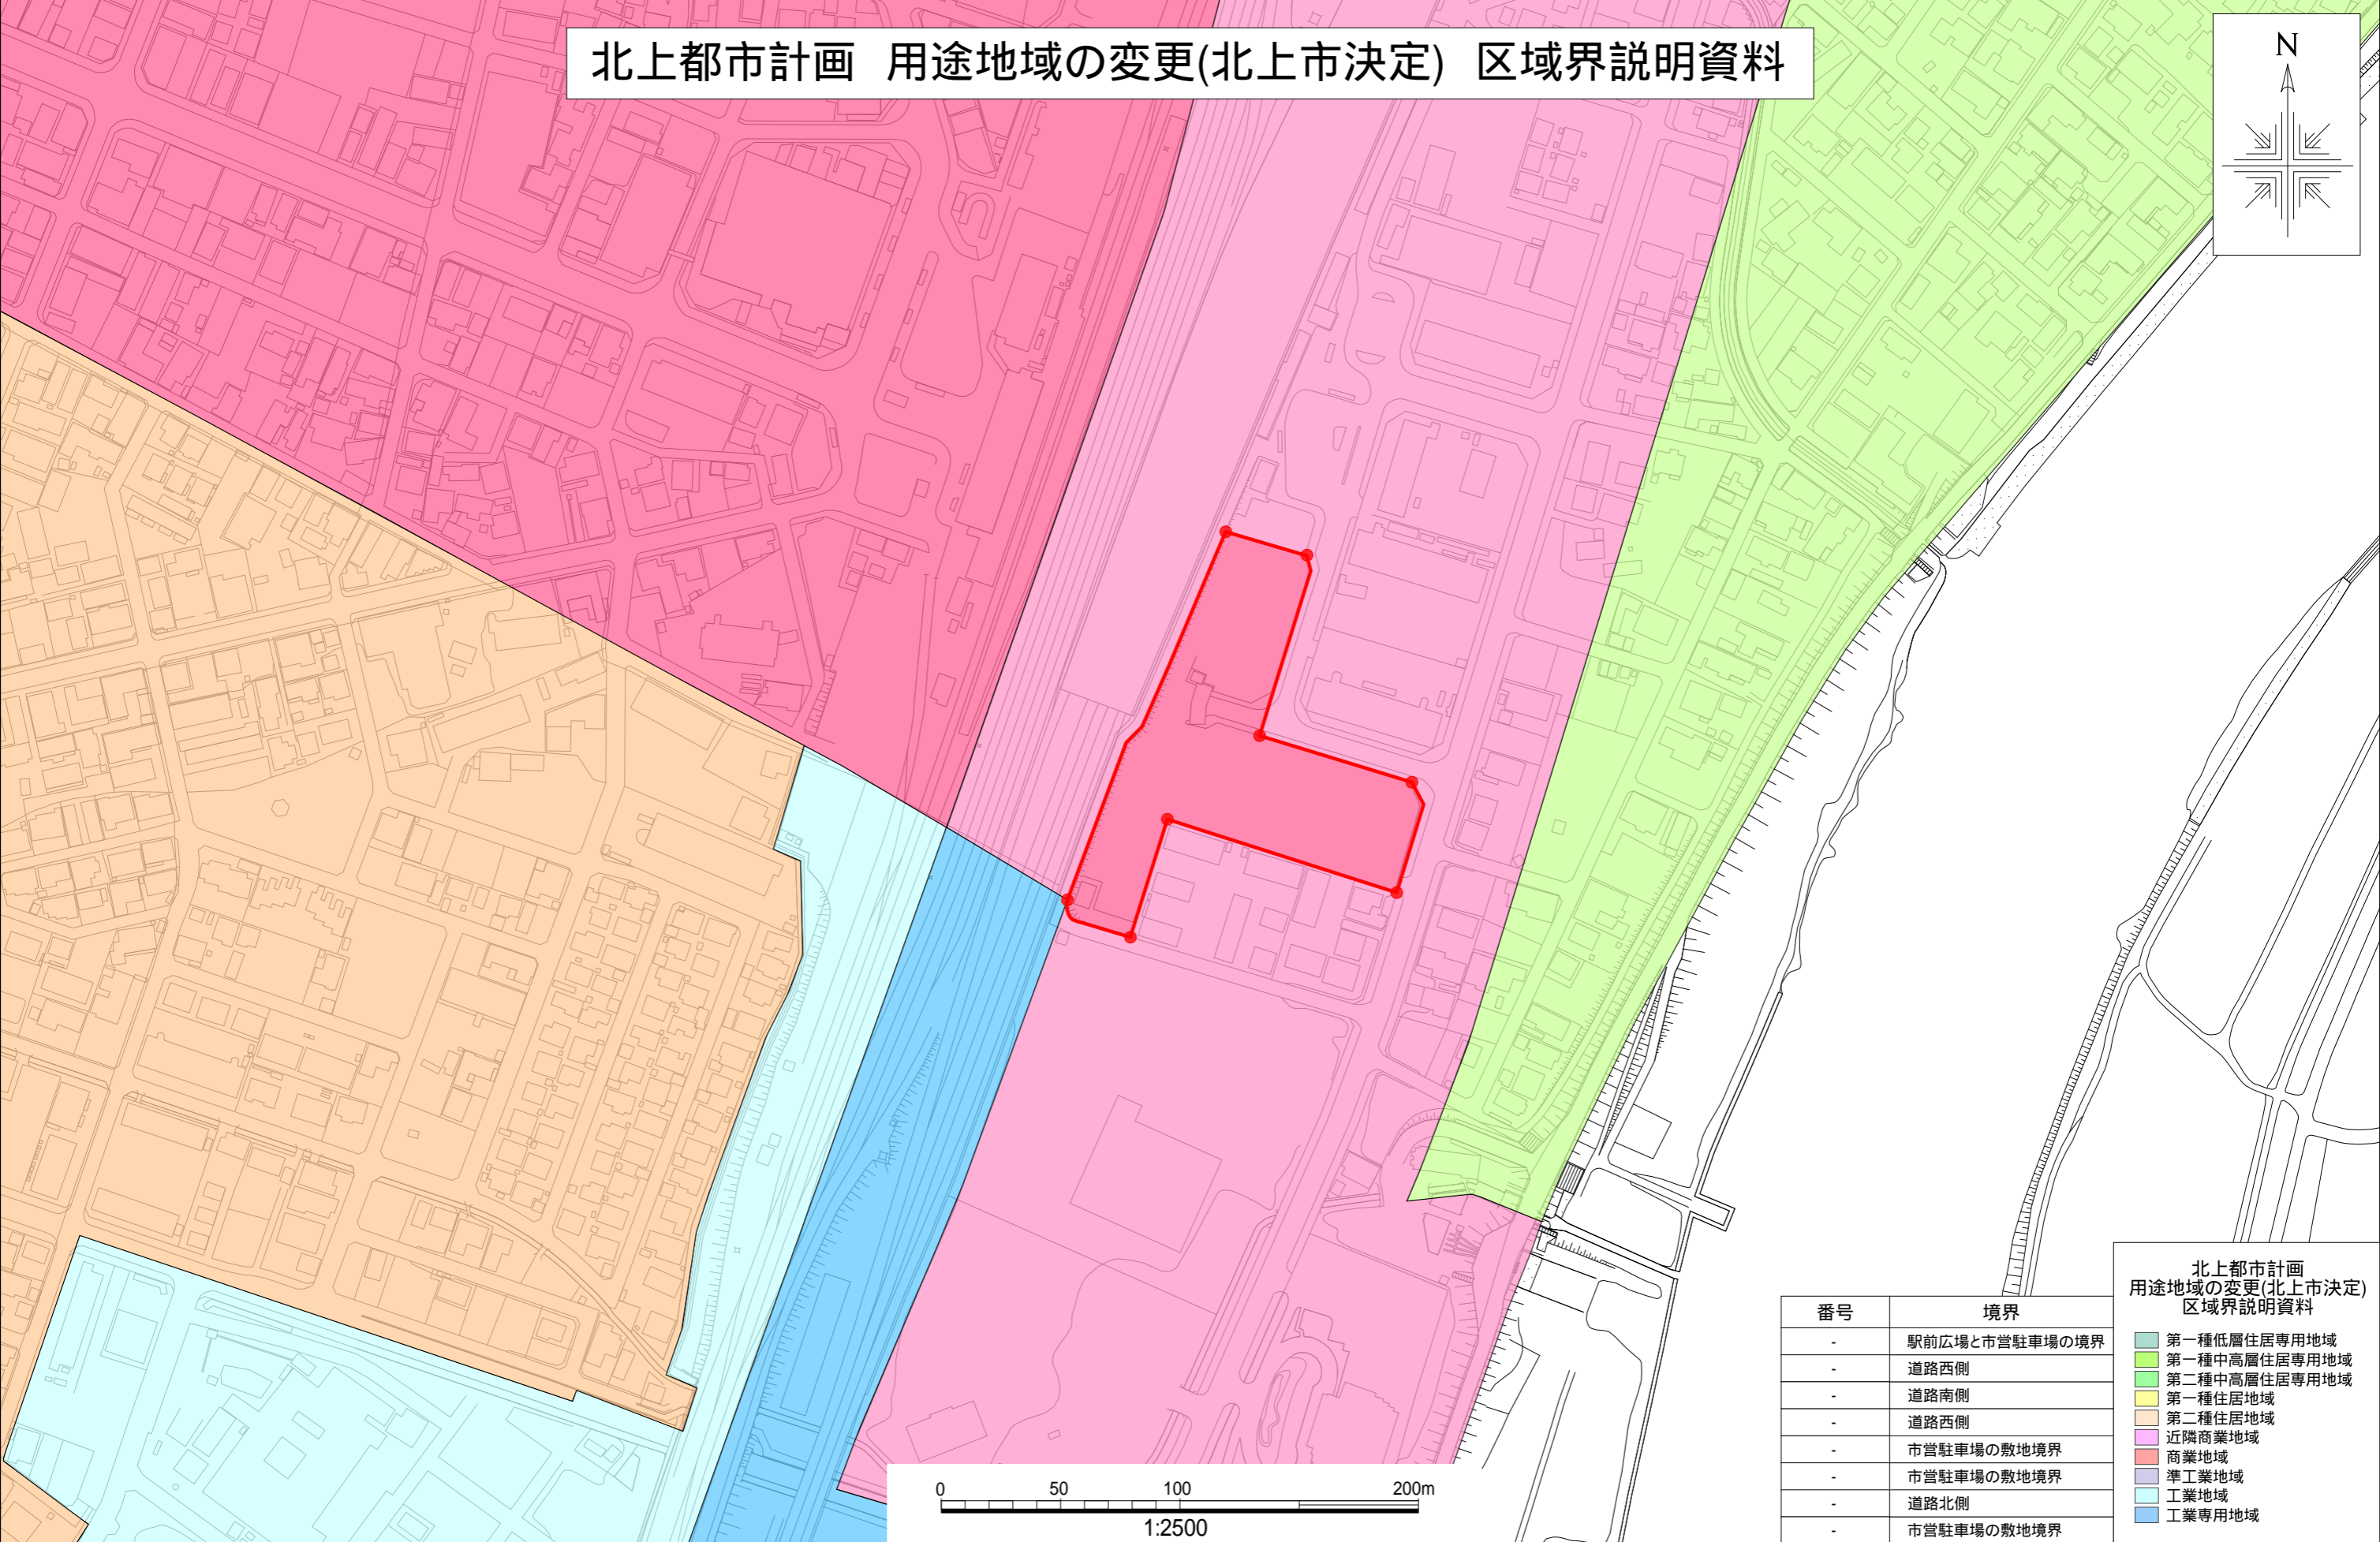 北上都市計画 用途地域の変更(北上市決定) 区域界説明資料
N
番号 境界
- 駅前広場と市営駐車場の境界
- 道路西側
- 道路南側
- 道路西側
- 市営駐車場の敷地境界
- 市営駐車場の敷地境界
- 道路北側
- 市営駐車場の敷地境界
北上都市計画
用途地域の変更(北上市決定)
区域界説明資料
第一種低層住居専用地域
第一種中高層住居専用地域
第二種中高層住居専用地域
第一種住居地域
第二種住居地域
近隣商業地域
商業地域
準工業地域
工業地域
工業専用地域
0 50 100 200m
1:2500